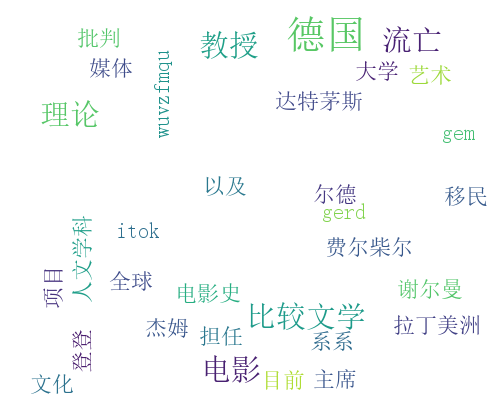 批判
教授
德国
流亡
媒体
wuvzfmqbu
大学
艺术
理论
达特茅斯
gem
以及
尔德
移民
gerd
人文学科
itok
费尔柴尔
项目
全球
电影史
谢尔曼
杰姆
担任
比较文学
系系
拉丁美洲
登登
文化
电影
目前
主席